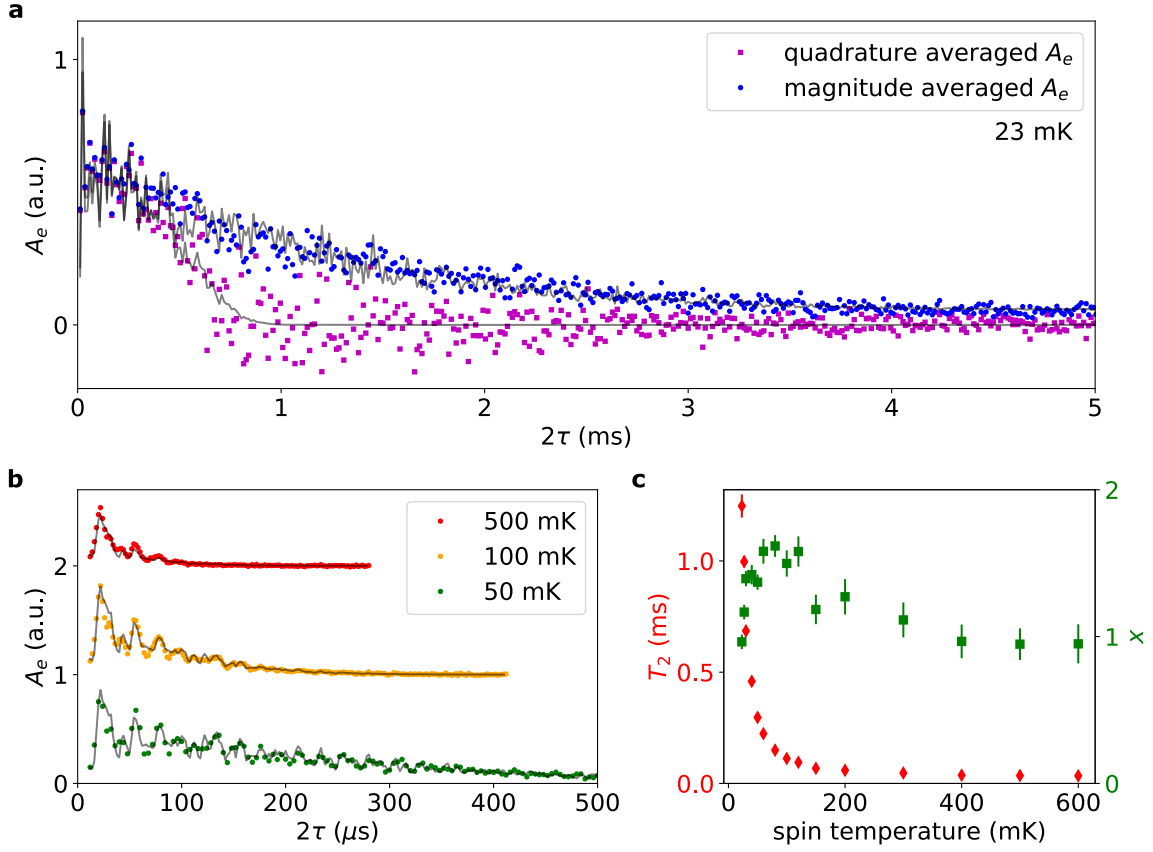 a
1
0
A_e (a.u.)
quadrature averaged A_e
magnitude averaged A_e
23 mK
0 1 2 3 4 5
2τ (ms)
b
2
1
0
A_e (a.u.)
500 mK
100 mK
50 mK
0 100 200 300 400 500
2τ (μs)
c
1.0
0.5
0.0
T_2 (ms)
2
1
0
x
0 200 400 600
spin temperature (mK)